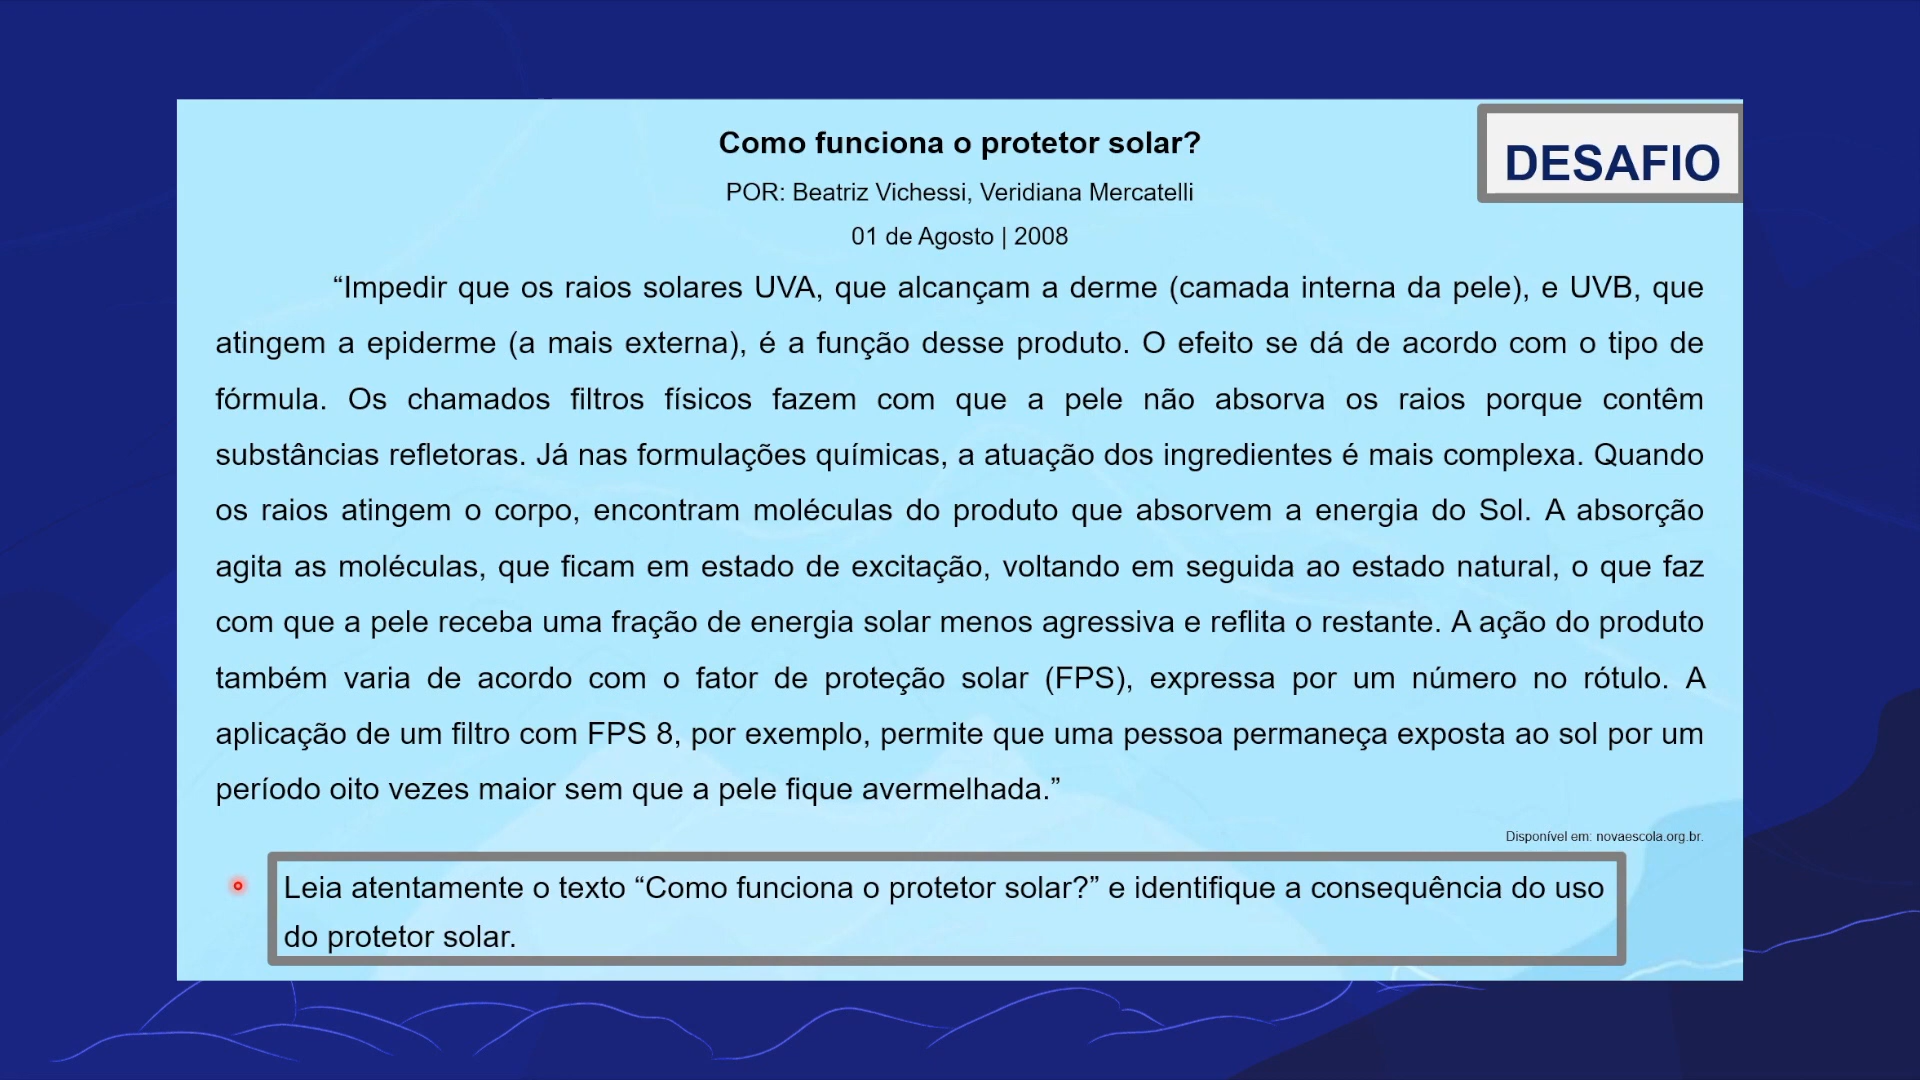 Como funciona o protetor solar?
DESAFIO
POR: Beatriz Vichessi, Veridiana Mercatelli
01 de Agosto | 2008
“Impedir que os raios solares UVA, que alcançam a derme (camada interna da pele), e UVB, que
atingem a epiderme (a mais externa), é a função desse produto. O efeito se dá de acordo com o tipo de
fórmula. Os chamados filtros físicos fazem com que a pele não absorva os raios porque contêm
substâncias refletoras. Já nas formulações químicas, a atuação dos ingredientes é mais complexa. Quando
os raios atingem o corpo, encontram moléculas do produto que absorvem a energia do Sol. A absorção
agita as moléculas, que ficam em estado de excitação, voltando em seguida ao estado natural, o que faz
com que a pele receba uma fração de energia solar menos agressiva e reflita o restante. A ação do produto
também varia de acordo com o fator de proteção solar (FPS), expressa por um número no rótulo. A
aplicação de um filtro com FPS 8, por exemplo, permite que uma pessoa permaneça exposta ao sol por um
período oito vezes maior sem que a pele fique avermelhada.”
Disponível em: novaescola.org.br.
Leia atentamente o texto “Como funciona o protetor solar?” e identifique a consequência do uso
do protetor solar.